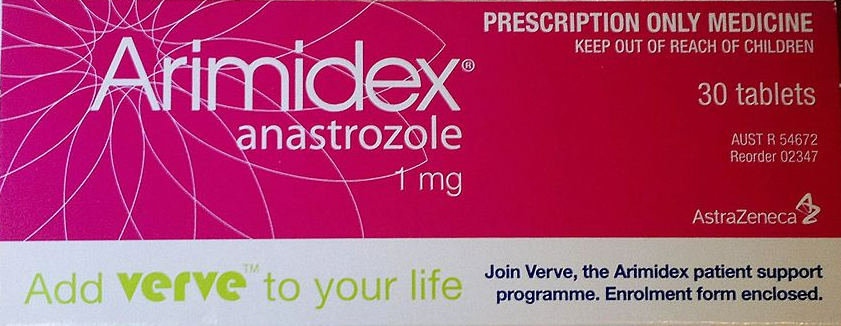 Arimidex®
anastrozole
1 mg
PRESCRIPTION ONLY MEDICINE
KEEP OUT OF REACH OF CHILDREN
30 tablets
AUST R 54672
Reorder 02347
AstraZeneca
Add verve™ to your life
Join Verve, the Arimidex patient support
programme. Enrolment form enclosed.